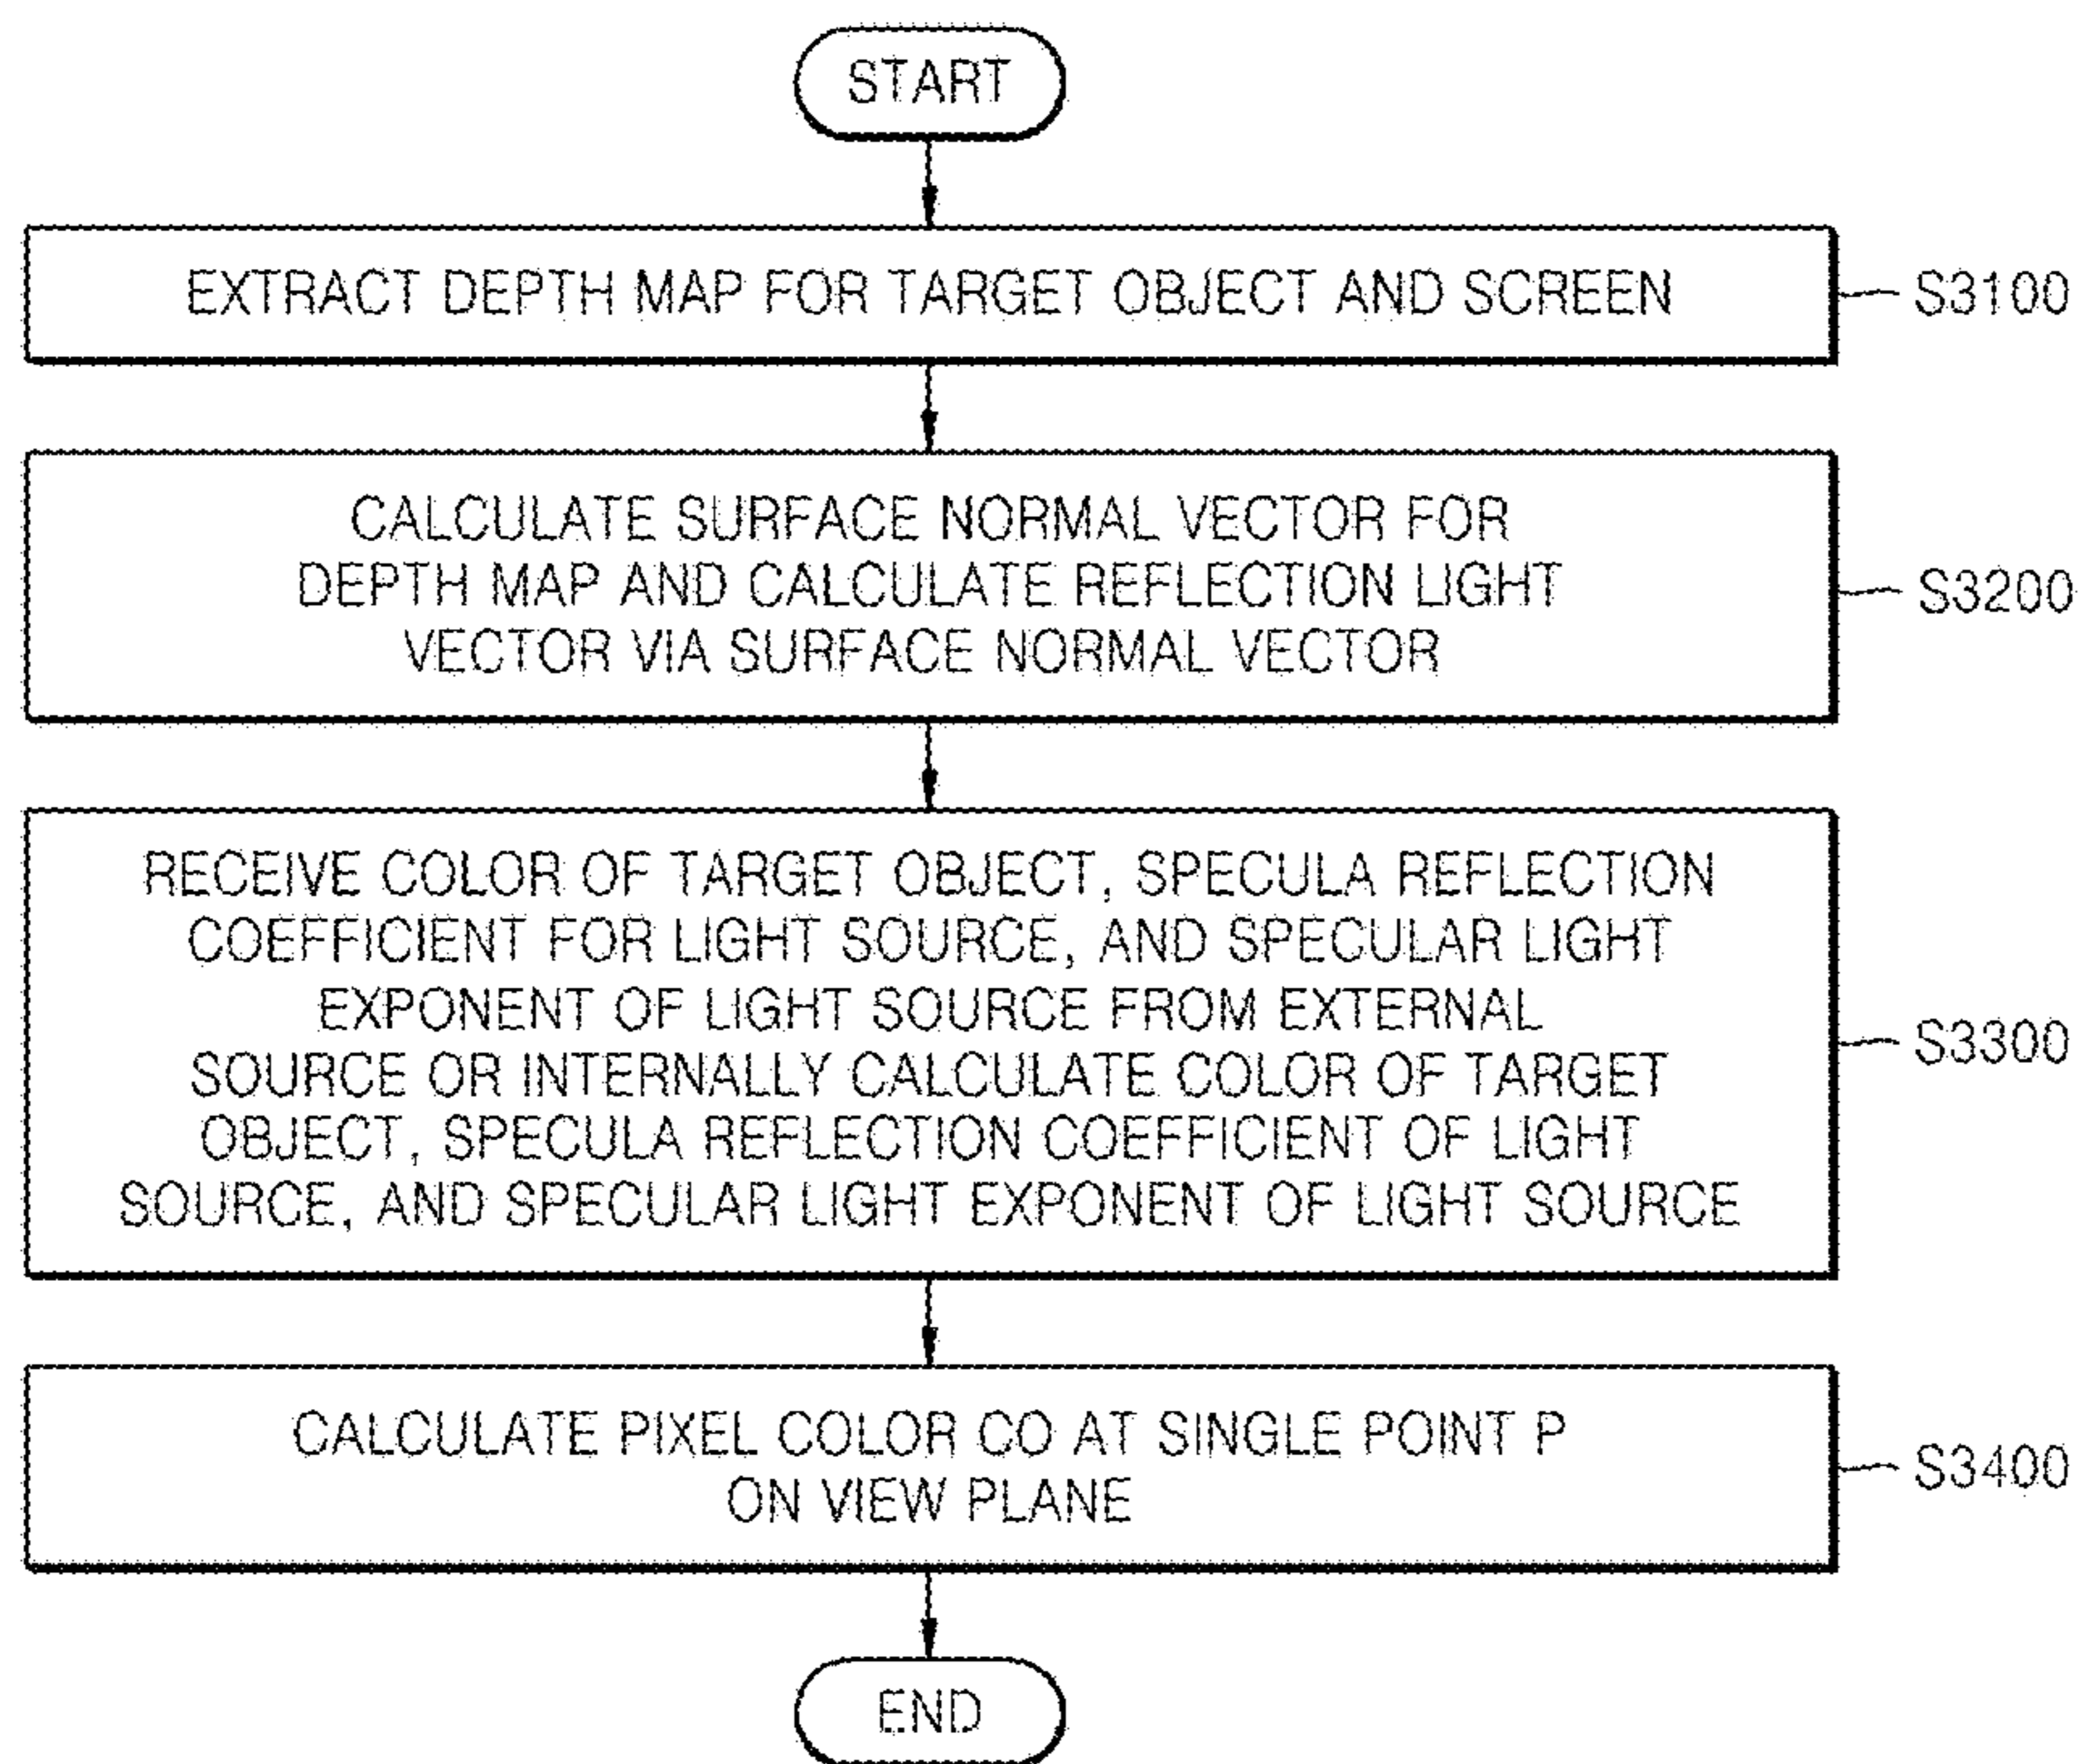 START
EXTRACT DEPTH MAP FOR TARGET OBJECT AND SCREEN
S3100
CALCULATE SURFACE NORMAL VECTOR FOR
DEPTH MAP AND CALCULATE REFLECTION LIGHT
VECTOR VIA SURFACE NORMAL VECTOR
S3200
RECEIVE COLOR OF TARGET OBJECT, SPECULA REFLECTION
COEFFICIENT FOR LIGHT SOURCE, AND SPECULAR LIGHT
EXPONENT OF LIGHT SOURCE FROM EXTERNAL
SOURCE OR INTERNALLY CALCULATE COLOR OF TARGET
OBJECT, SPECULA REFLECTION COEFFICIENT OF LIGHT
SOURCE, AND SPECULAR LIGHT EXPONENT OF LIGHT SOURCE
S3300
CALCULATE PIXEL COLOR CO AT SINGLE POINT P
ON VIEW PLANE
S3400
END